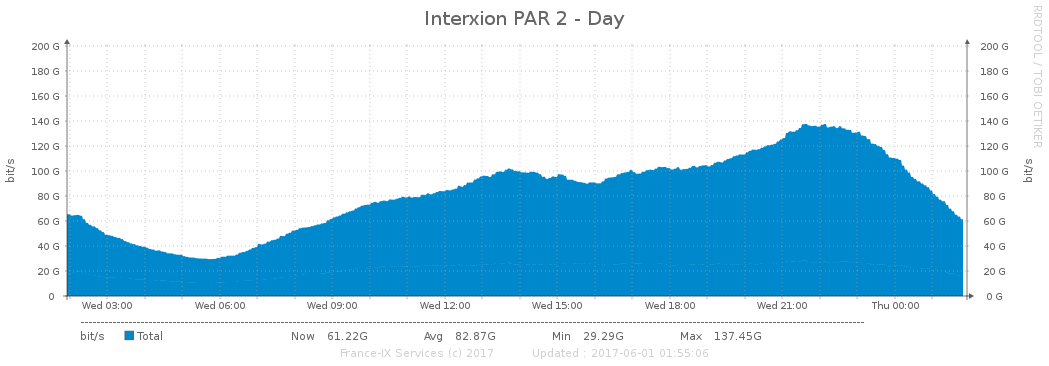 Interxion PAR 2 - Day
RRDTOOL / TOBI OETIKER
200 G 200 G
180 G 180 G
160 G 160 G
140 G 140 G
120 G 120 G
100 G 100 G
80 G 80 G
60 G 60 G
40 G 40 G
20 G 20 G
0 0 G
bit/s bit/s
Wed 03:00 Wed 06:00 Wed 09:00 Wed 12:00 Wed 15:00 Wed 18:00 Wed 21:00 Thu 00:00
bit/s Total Now 61.22G Avg 82.87G Min 29.29G Max 137.45G
France-IX Services (c) 2017 Updated : 2017-06-01 01:55:06